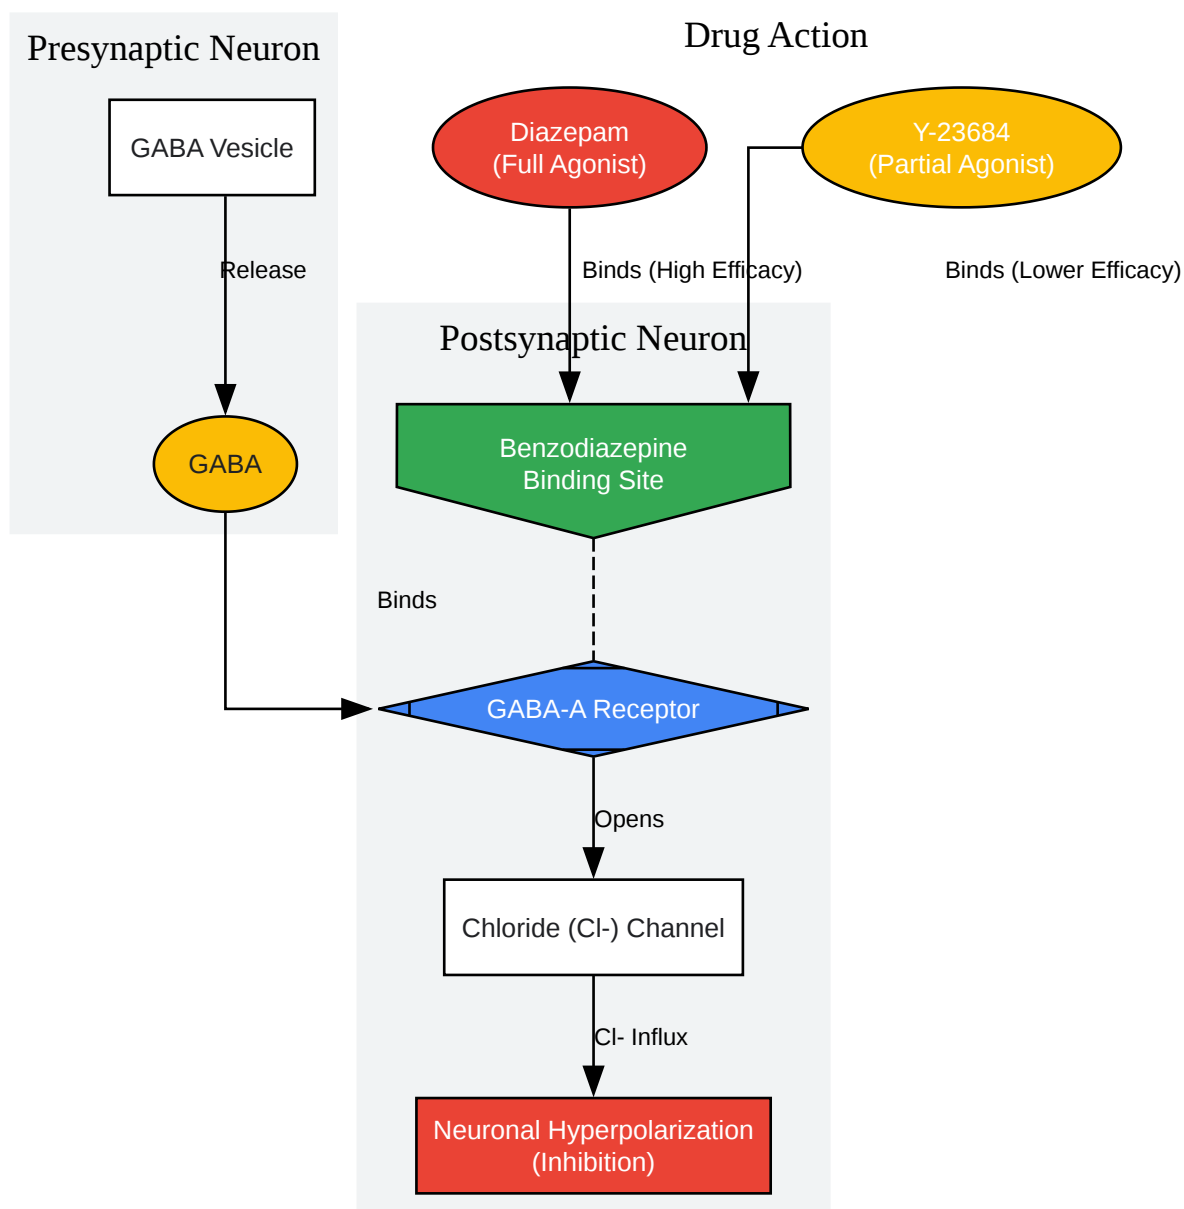 Presynaptic Neuron
Drug Action
GABA Vesicle
Diazepam
(Full Agonist)
Y-23684
(Partial Agonist)
Release
Binds (High Efficacy)
Binds (Lower Efficacy)
Postsynaptic Neuron
GABA
Benzodiazepine
Binding Site
Binds
GABA-A Receptor
Opens
Chloride (Cl-) Channel
Cl- Influx
Neuronal Hyperpolarization
(Inhibition)